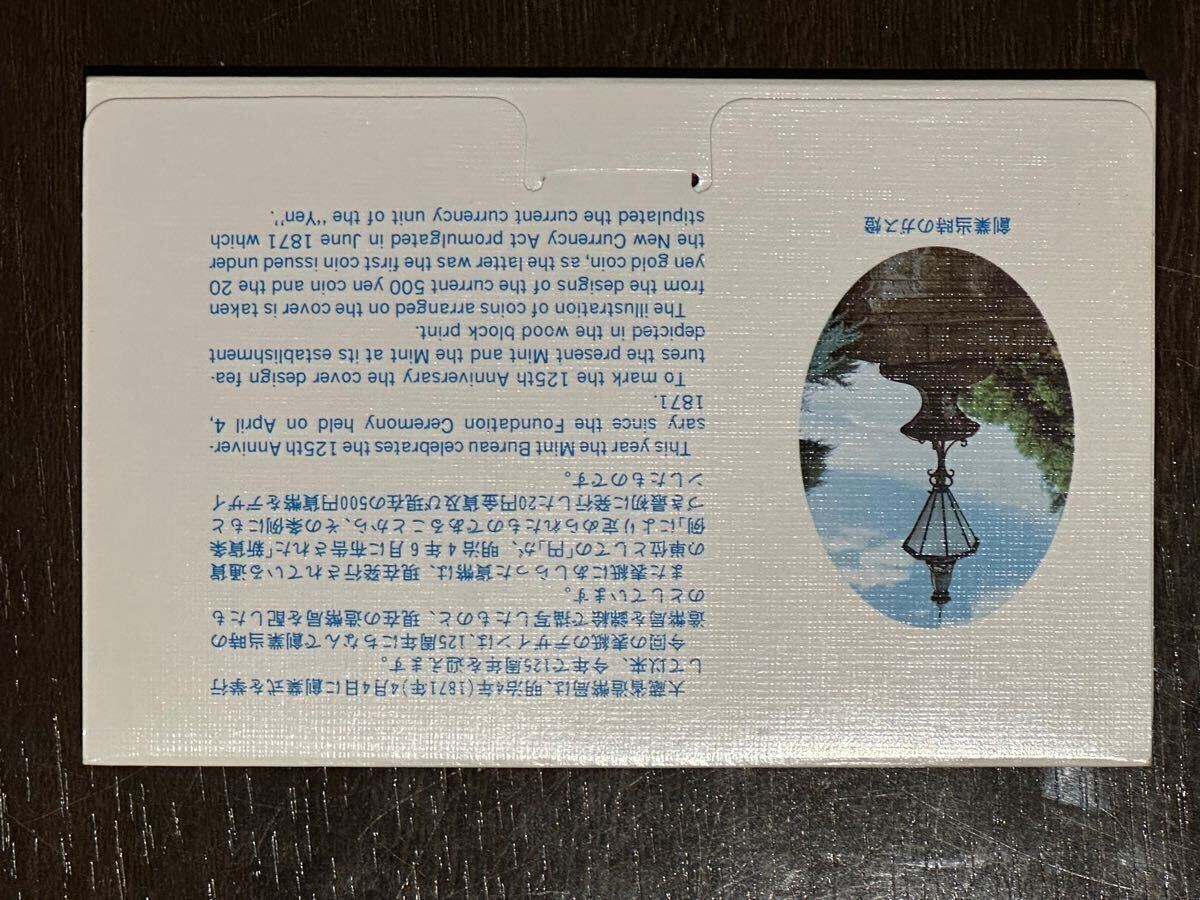 大蔵省造幣局は、明治4年(1871年)4月4日に創業式を挙行
して以来、今年で125周年を迎えます。
今回の表紙のデザインは、125周年にちなんで創業当時の
造幣局を錦絵で描写したものと、現在の造幣局を配したも
のとしています。
また表紙にあしらった貨幣は、現在発行されている通貨
の単位としての「円」が、明治4年6月に布告された「新貨条
例」により定められたものであることから、その条例にもと
づき最初に発行した20円金貨及び現在の500円貨幣をデザイ
ンしたものです。
This year the Mint Bureau celebrates the 125th Anniver-
sary since the Foundation Ceremony held on April 4,
1871.
To mark the 125th Anniversary the cover design fea-
tures the present Mint and the Mint at its establishment
depicted in the wood block print.
The illustration of coins arranged on the cover is taken
from the designs of the current 500 yen coin and the 20
yen gold coin, as the latter was the first coin issued under
the New Currency Act promulgated in June 1871 which
stipulated the current currency unit of the "Yen".
創業当時のガス燈